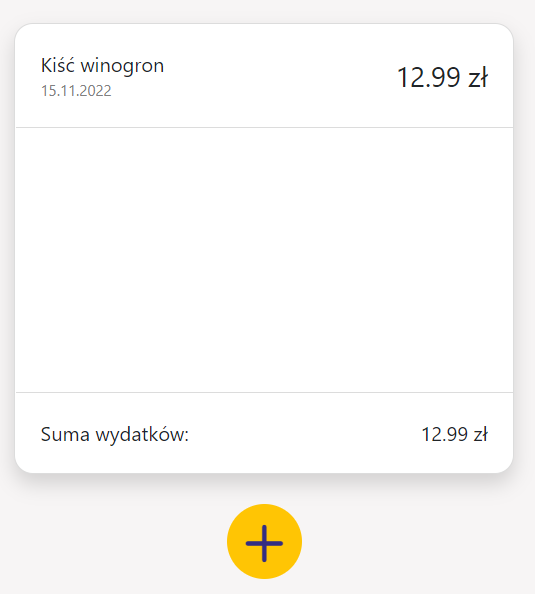 Kiść winogron
12.99 zł
15.11.2022
Suma wydatków: 12.99 zł